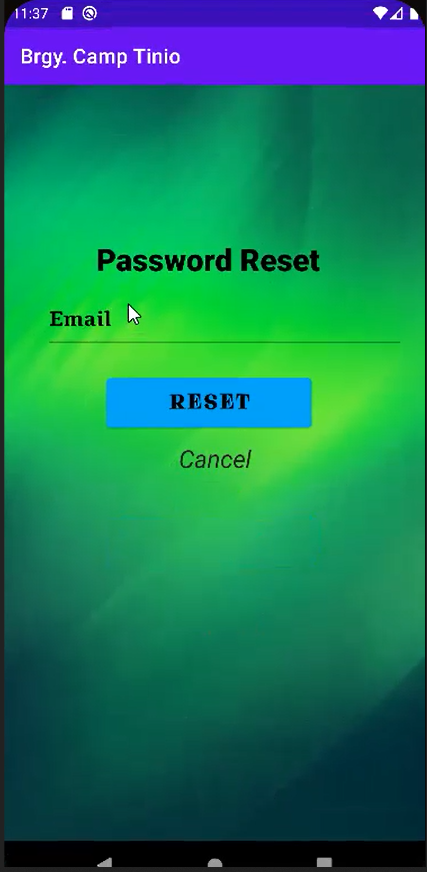 11:37
Brgy. Camp Tinio
Password Reset
Email
RESET
Cancel